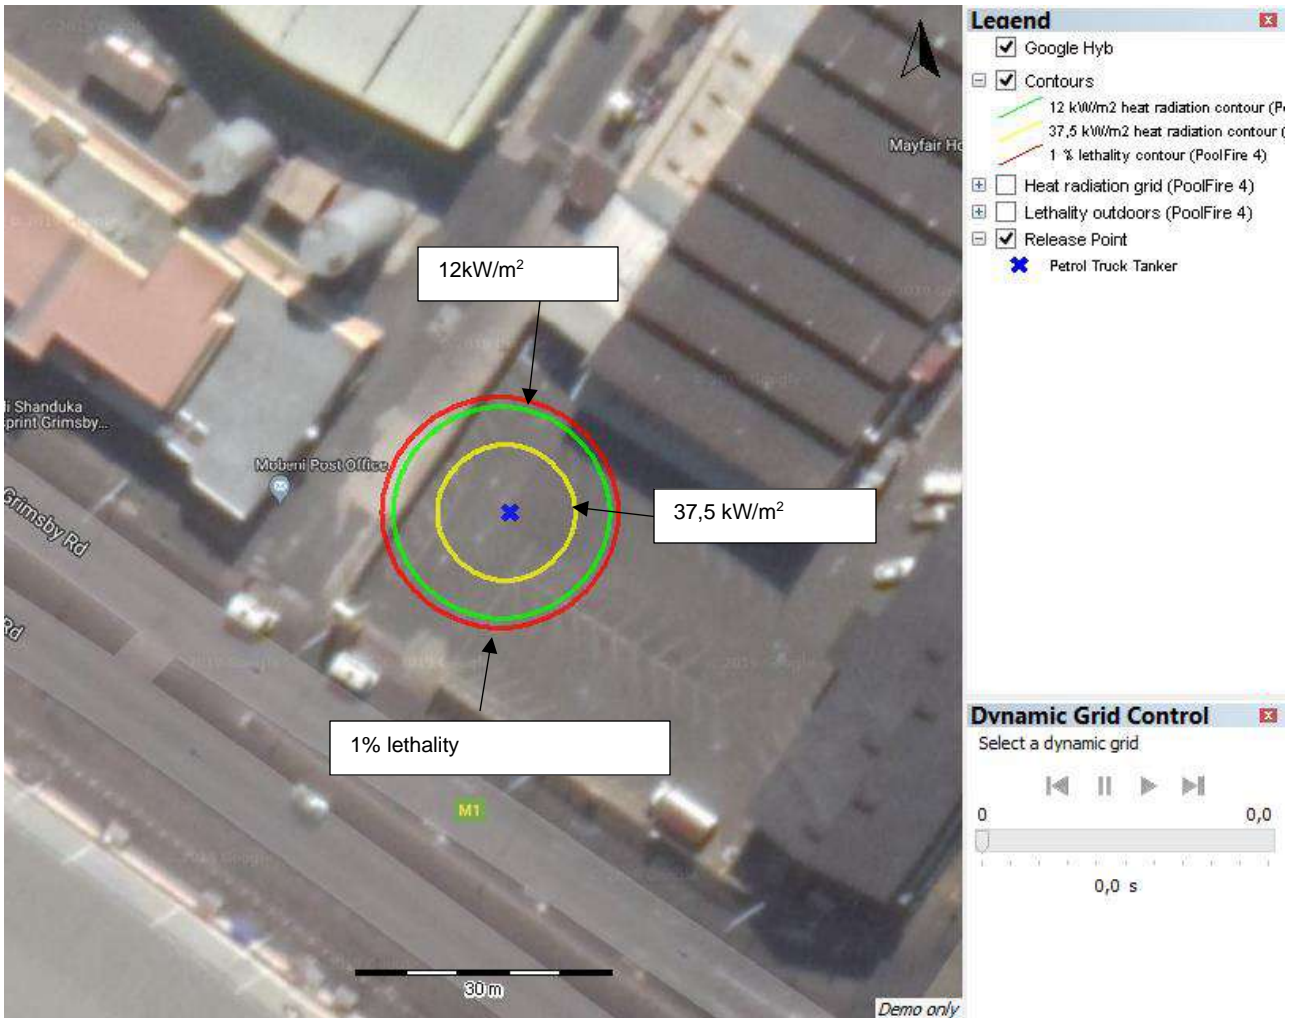 Legend
Google Hyb
Contours
12 kW/m2 heat radiation contour (P
37,5 kW/m2 heat radiation contour (
1 % lethality contour (PoolFire 4)
Heat radiation grid (PoolFire 4)
Lethality outdoors (PoolFire 4)
Release Point
Petrol Truck Tanker
Mayfair Ho
12kW/m²
li Shanduka
print Grimsby...
Mobeni Post Office
37,5 kW/m²
Grimsby Rd
Rd
1% lethality
M1
30 m
Demo only
Dynamic Grid Control
Select a dynamic grid
0 0,0
0,0 s